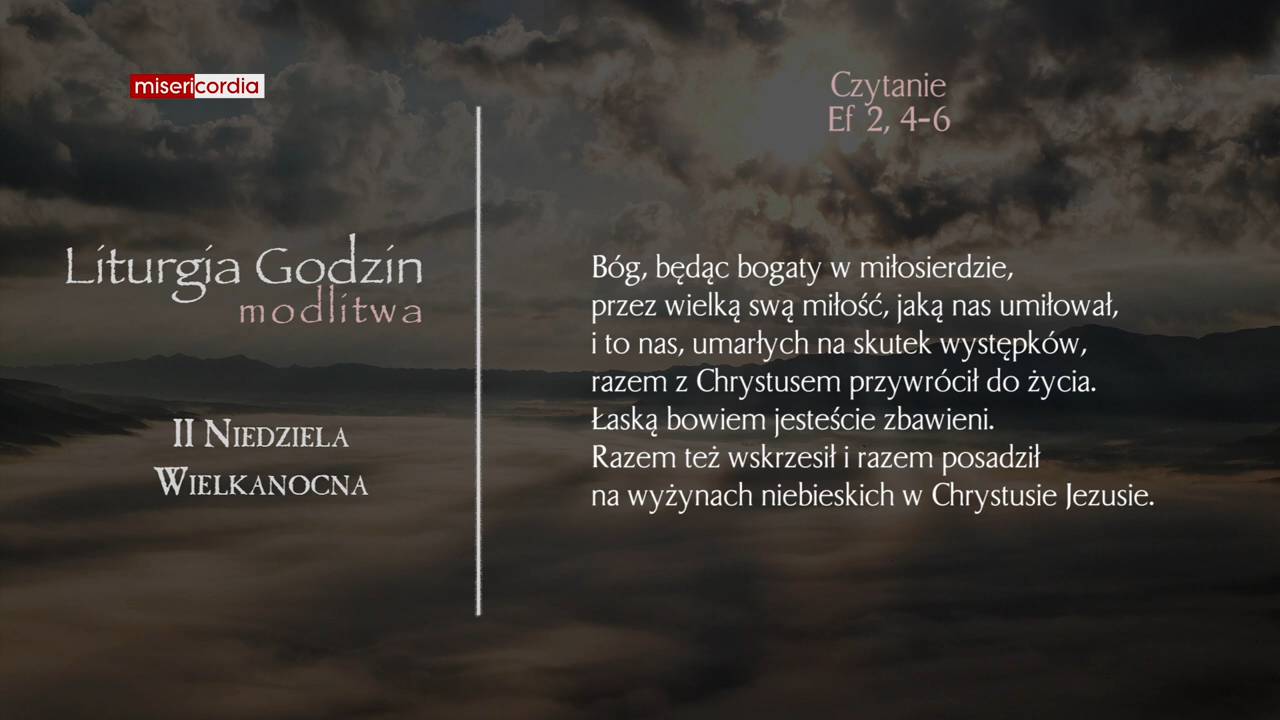 misericordia
Liturgia Godzin
modlitwa
II Niedziela
Wielkanocna
Czytanie
Ef 2, 4-6
Bóg, będąc bogaty w miłosierdzie,
przez wielką swą miłość, jaką nas umiłował,
i to nas, umarłych na skutek występków,
razem z Chrystusem przywrócił do życia.
Łaską bowiem jesteście zbawieni.
Razem też wskrzesił i razem posadził
na wyżynach niebieskich w Chrystusie Jezusie.